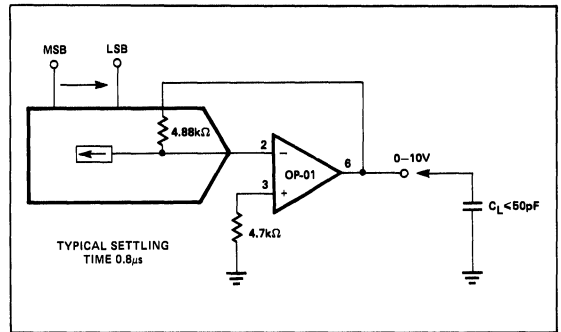 MSB LSB
4.88kΩ
2
−
6
0−10V
OP-01
3
+
CL≤50pF
4.7kΩ
TYPICAL SETTLING
TIME 0.8μs